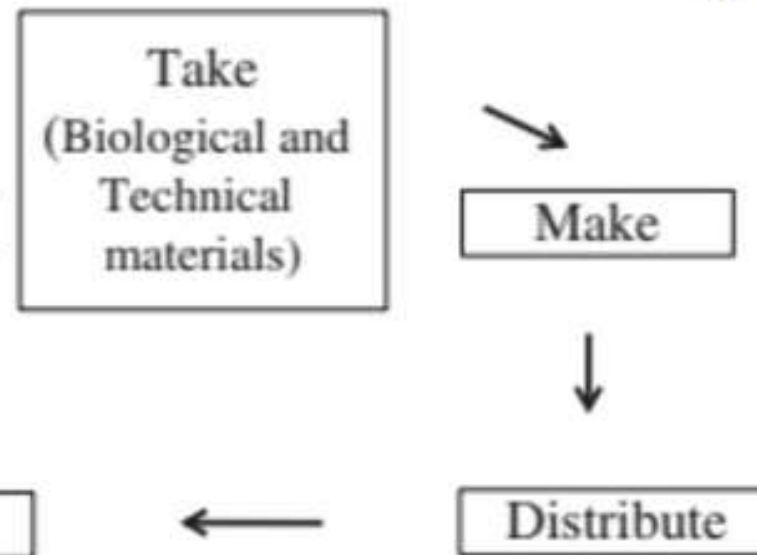 Take
(Biological and
Technical
materials)
Make
Distribute